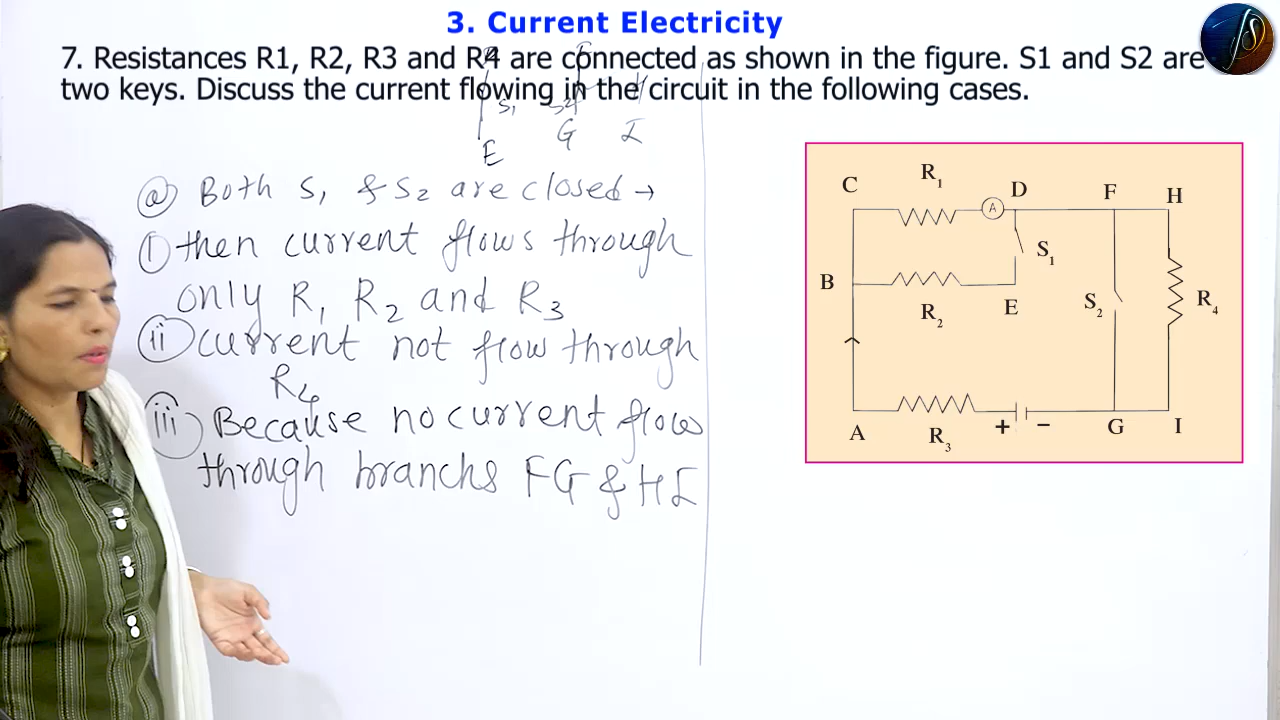 3. Current Electricity
7. Resistances R1, R2, R3 and R4 are connected as shown in the figure. S1 and S2 are
two keys. Discuss the current flowing in the circuit in the following cases.
S1 S2
E G I
ⓐ Both S1 & S2 are closed →
ⓘ then current flows through
only R1 R2 and R3
ii current not flow through
R4
iii Because no current flows
through branchs FG & HI
C R1 A D F H
S1
B R2 E S2 R4
A R3 + − G I